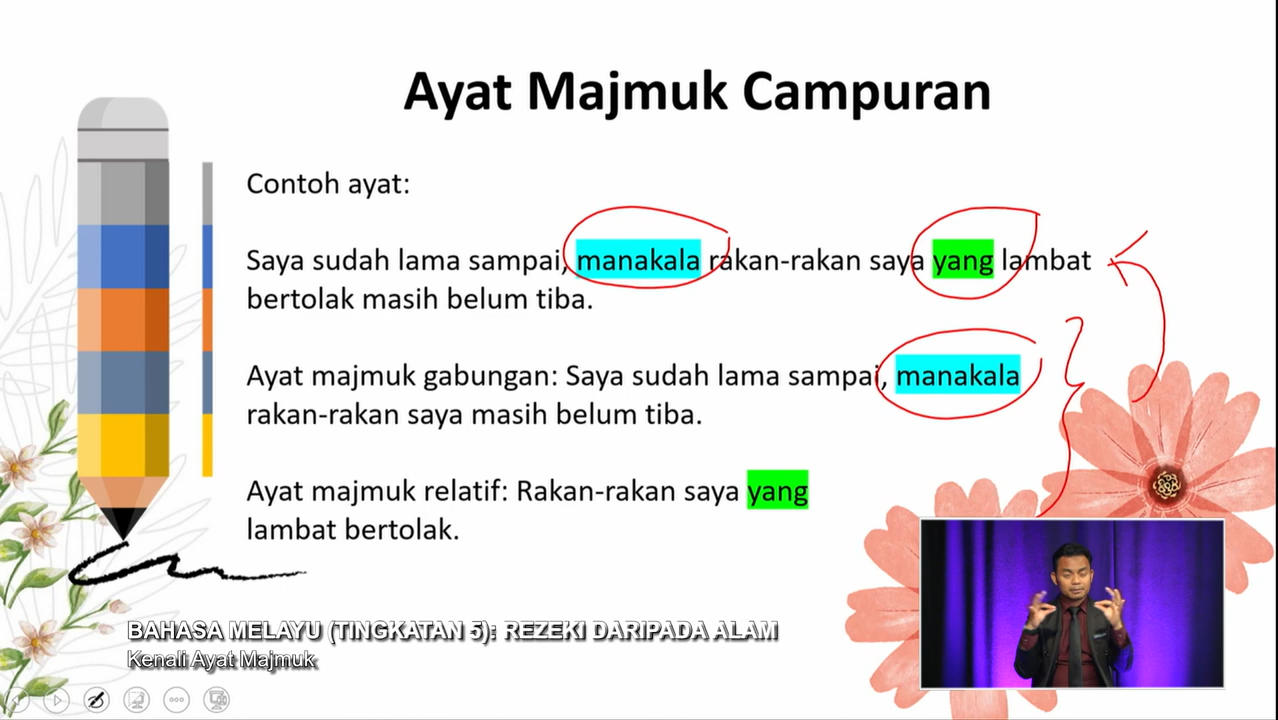 Ayat Majmuk Campuran
Contoh ayat:
Saya sudah lama sampai, manakala rakan-rakan saya yang lambat
bertolak masih belum tiba.
Ayat majmuk gabungan: Saya sudah lama sampai, manakala
rakan-rakan saya masih belum tiba.
Ayat majmuk relatif: Rakan-rakan saya yang
lambat bertolak.
BAHASA MELAYU (TINGKATAN 5): REZEKI DARIPADA ALAM
Kenali Ayat Majmuk